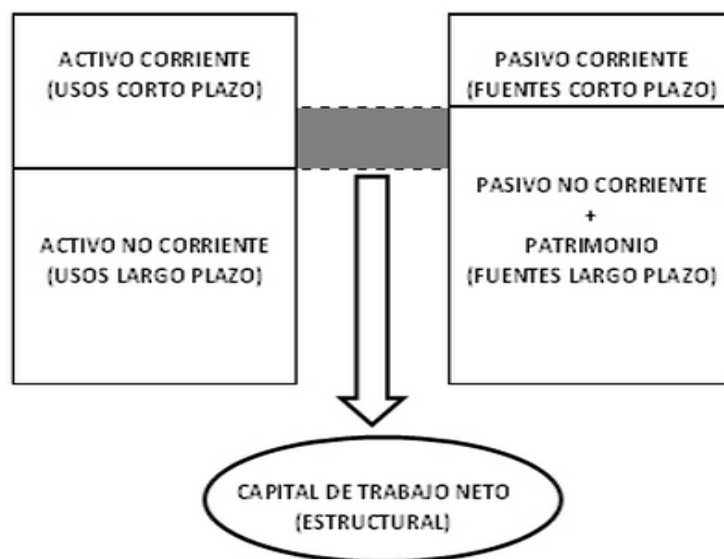 ACTIVO CORRIENTE
(USOS CORTO PLAZO)
PASIVO CORRIENTE
(FUENTES CORTO PLAZO)
ACTIVO NO CORRIENTE
(USOS LARGO PLAZO)
PASIVO NO CORRIENTE
+
PATRIMONIO
(FUENTES LARGO PLAZO)
CAPITAL DE TRABAJO NETO
(ESTRUCTURAL)